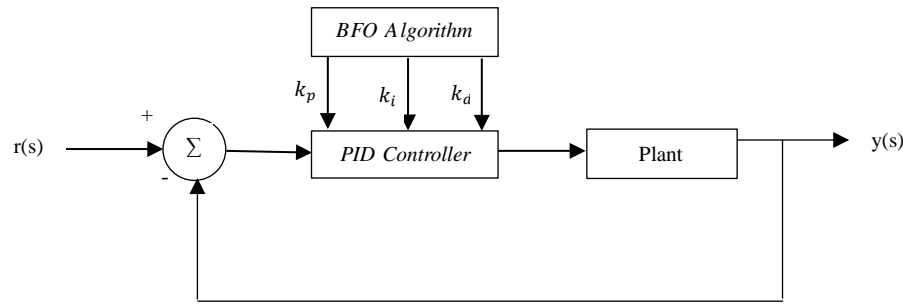 BFO Algorithm
k_p k_i k_d
+
r(s) Σ PID Controller Plant y(s)
-